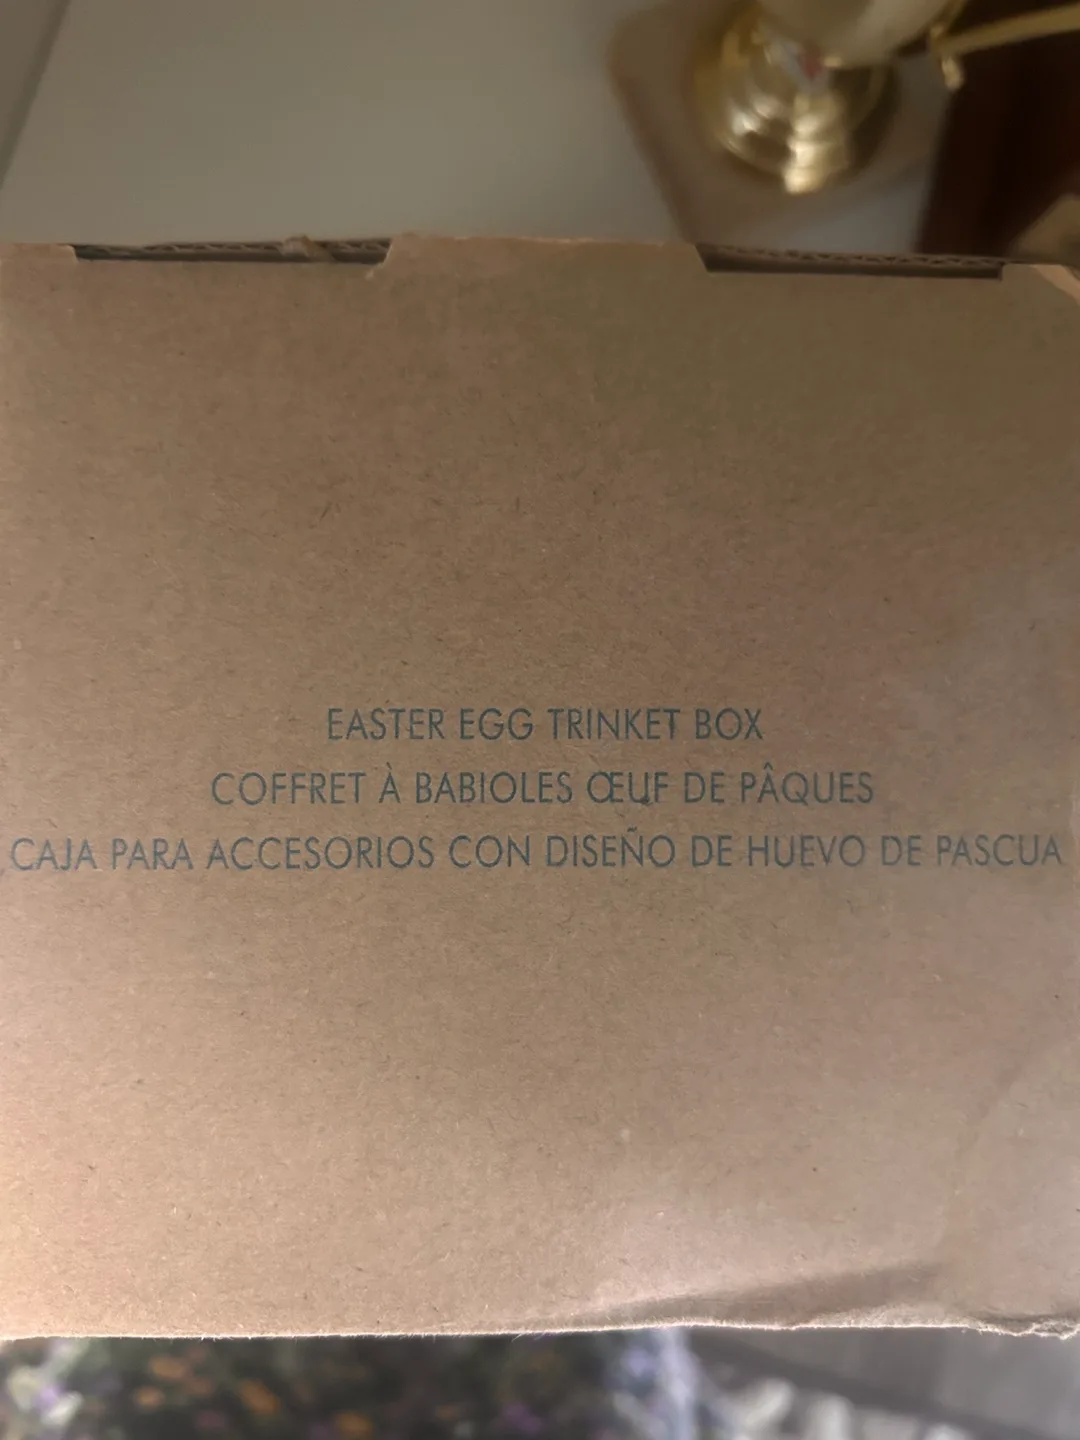 EASTER EGG TRINKET BOX
COFFRET À BABIOLES ŒUF DE PÂQUES
CAJA PARA ACCESORIOS CON DISEÑO DE HUEVO DE PASCUA